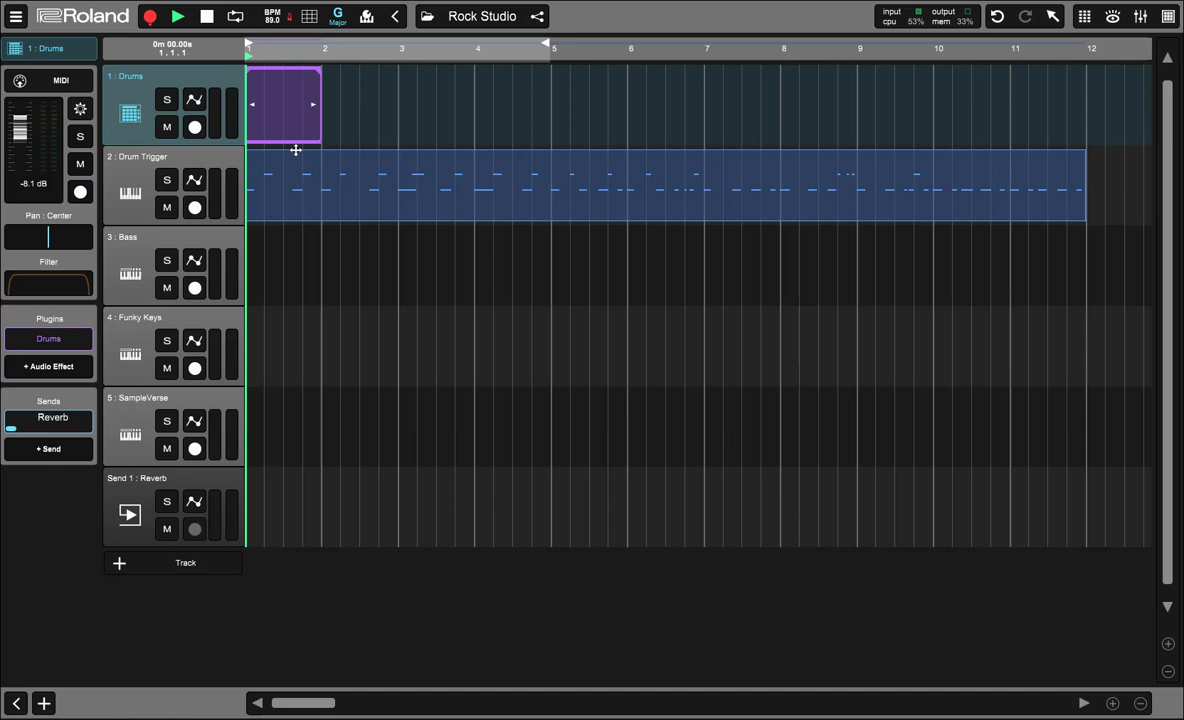 Roland
BPM
89.0
G
Major
Rock Studio
input
cpu 53%
output
mem 33%
1 : Drums
0m 00.00s
1 . 1 . 1
1 2 3 4 5 6 7 8 9 10 11 12
MIDI
S
M
-8.1 dB
Pan : Center
Filter
Plugins
Drums
+ Audio Effect
Sends
Reverb
+ Send
1 : Drums
S
M
2 : Drum Trigger
S
M
3 : Bass
S
M
4 : Funky Keys
S
M
5 : SampleVerse
S
M
Send 1 : Reverb
S
M
Track